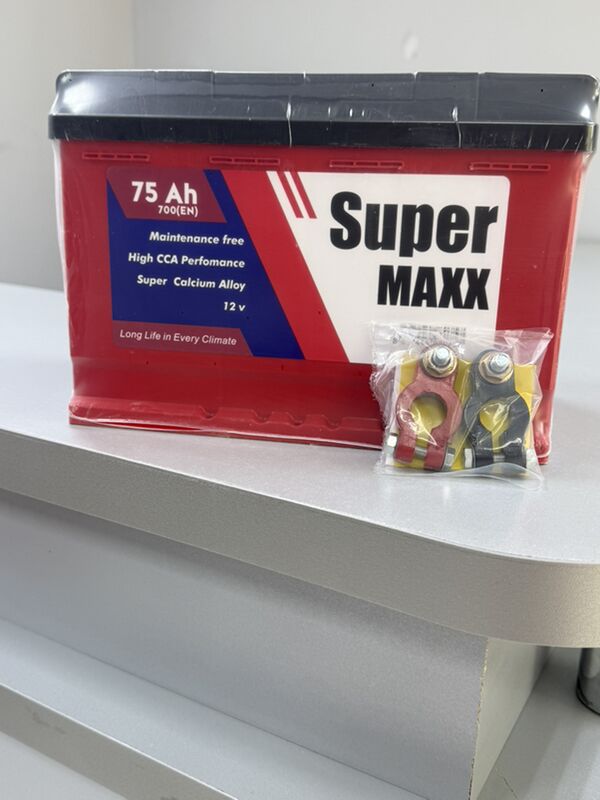 75 Ah
700(EN)
Maintenance free
High CCA Perfomance
Super Calcium Alloy
12 v
Long Life in Every Climate
Super
MAXX